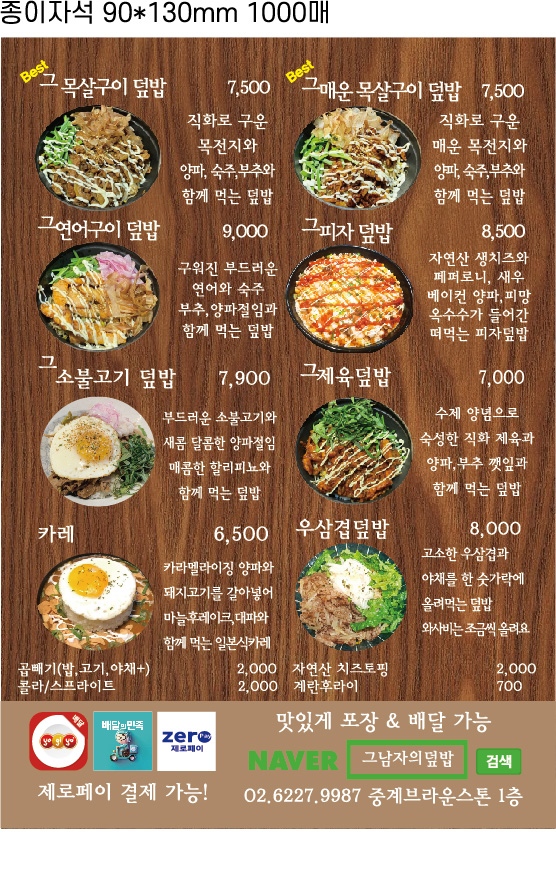 종이자석 90*130mm 1000매
Best
그 목살구이 덮밥 7,500
직화로 구운
목전지와
양파, 숙주,부추와
함께 먹는 덮밥
Best
그매운 목살구이 덮밥 7,500
직화로 구운
매운 목전지와
양파, 숙주,부추와
함께 먹는 덮밥
그연어구이 덮밥 9,000
구워진 부드러운
연어와 숙주
부추,양파절임과
함께 먹는 덮밥
그피자 덮밥 8,500
자연산 생치즈와
페퍼로니, 새우
베이컨 양파,피망
옥수수가 들어간
떠먹는 피자덮밥
그소불고기 덮밥 7,900
부드러운 소불고기와
새콤 달콤한 양파절임
매콤한 할리피뇨와
함께 먹는 덮밥
그제육덮밥 7,000
수제 양념으로
숙성한 직화 제육과
양파,부추 깻잎과
함께 먹는 덮밥
카레 6,500
카라멜라이징 양파와
돼지고기를 갈아넣어
마늘후레이크,대파와
함께 먹는 일본식카레
우삼겹덮밥 8,000
고소한 우삼겹과
야채를 한 숫가락에
올려먹는 덮밥
와사비는 조금씩 올려요
곱빼기(밥,고기,야채+) 2,000
콜라/스프라이트 2,000
자연산 치즈토핑 2,000
계란후라이 700
배달
yogiyo
배달의민족
zero Pay
제로페이
제로페이 결제 가능!
맛있게 포장 & 배달 가능
NAVER 그남자의덮밥 검색
02.6227.9987 중계브라운스톤 1층